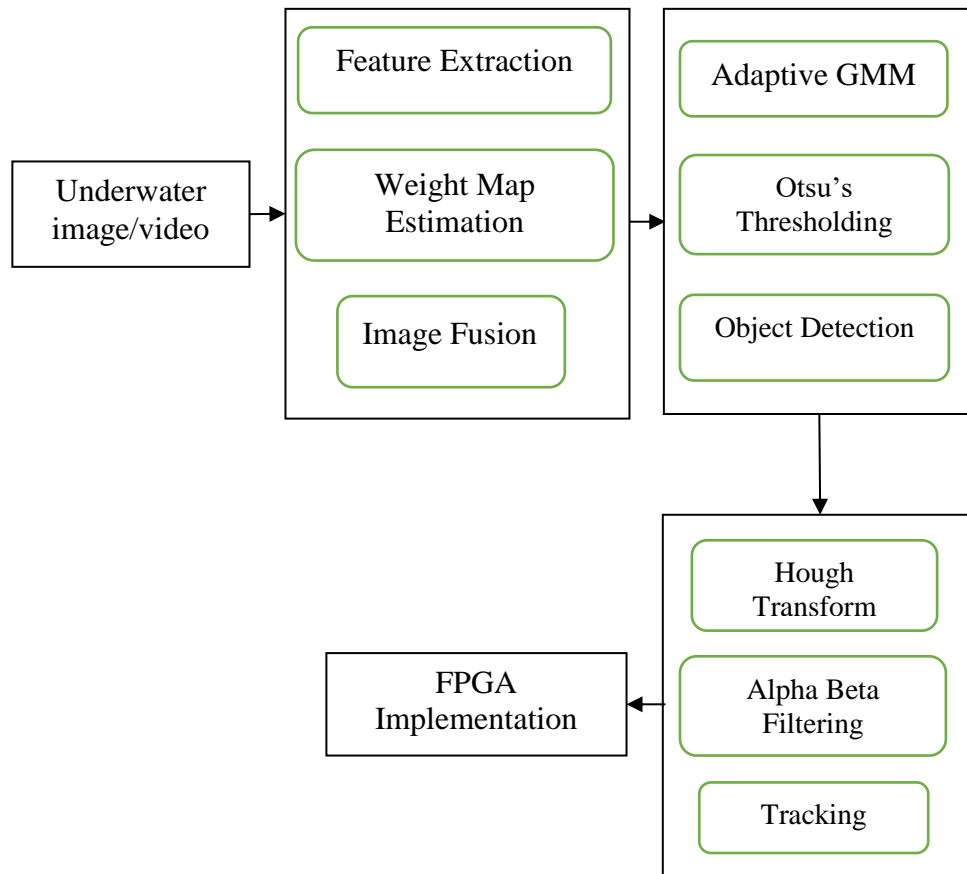 Feature Extraction
Weight Map
Estimation
Image Fusion
Underwater
image/video
Adaptive GMM
Otsu’s
Thresholding
Object Detection
Hough
Transform
Alpha Beta
Filtering
Tracking
FPGA
Implementation